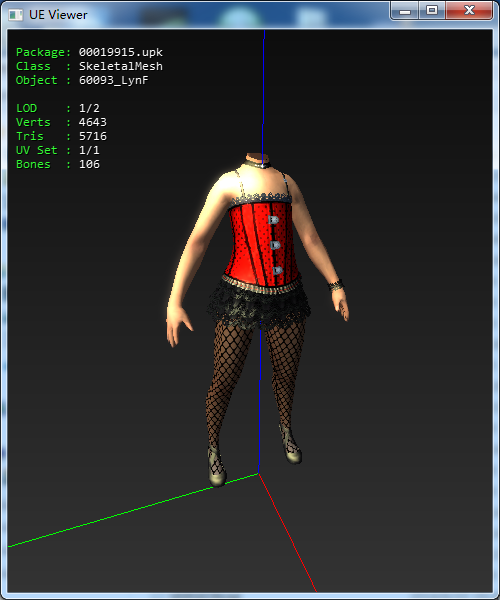 UE Viewer
Package: 00019915.upk
Class : SkeletalMesh
Object : 60093_LynF
LOD : 1/2
Verts : 4643
Tris : 5716
UV Set : 1/1
Bones : 106